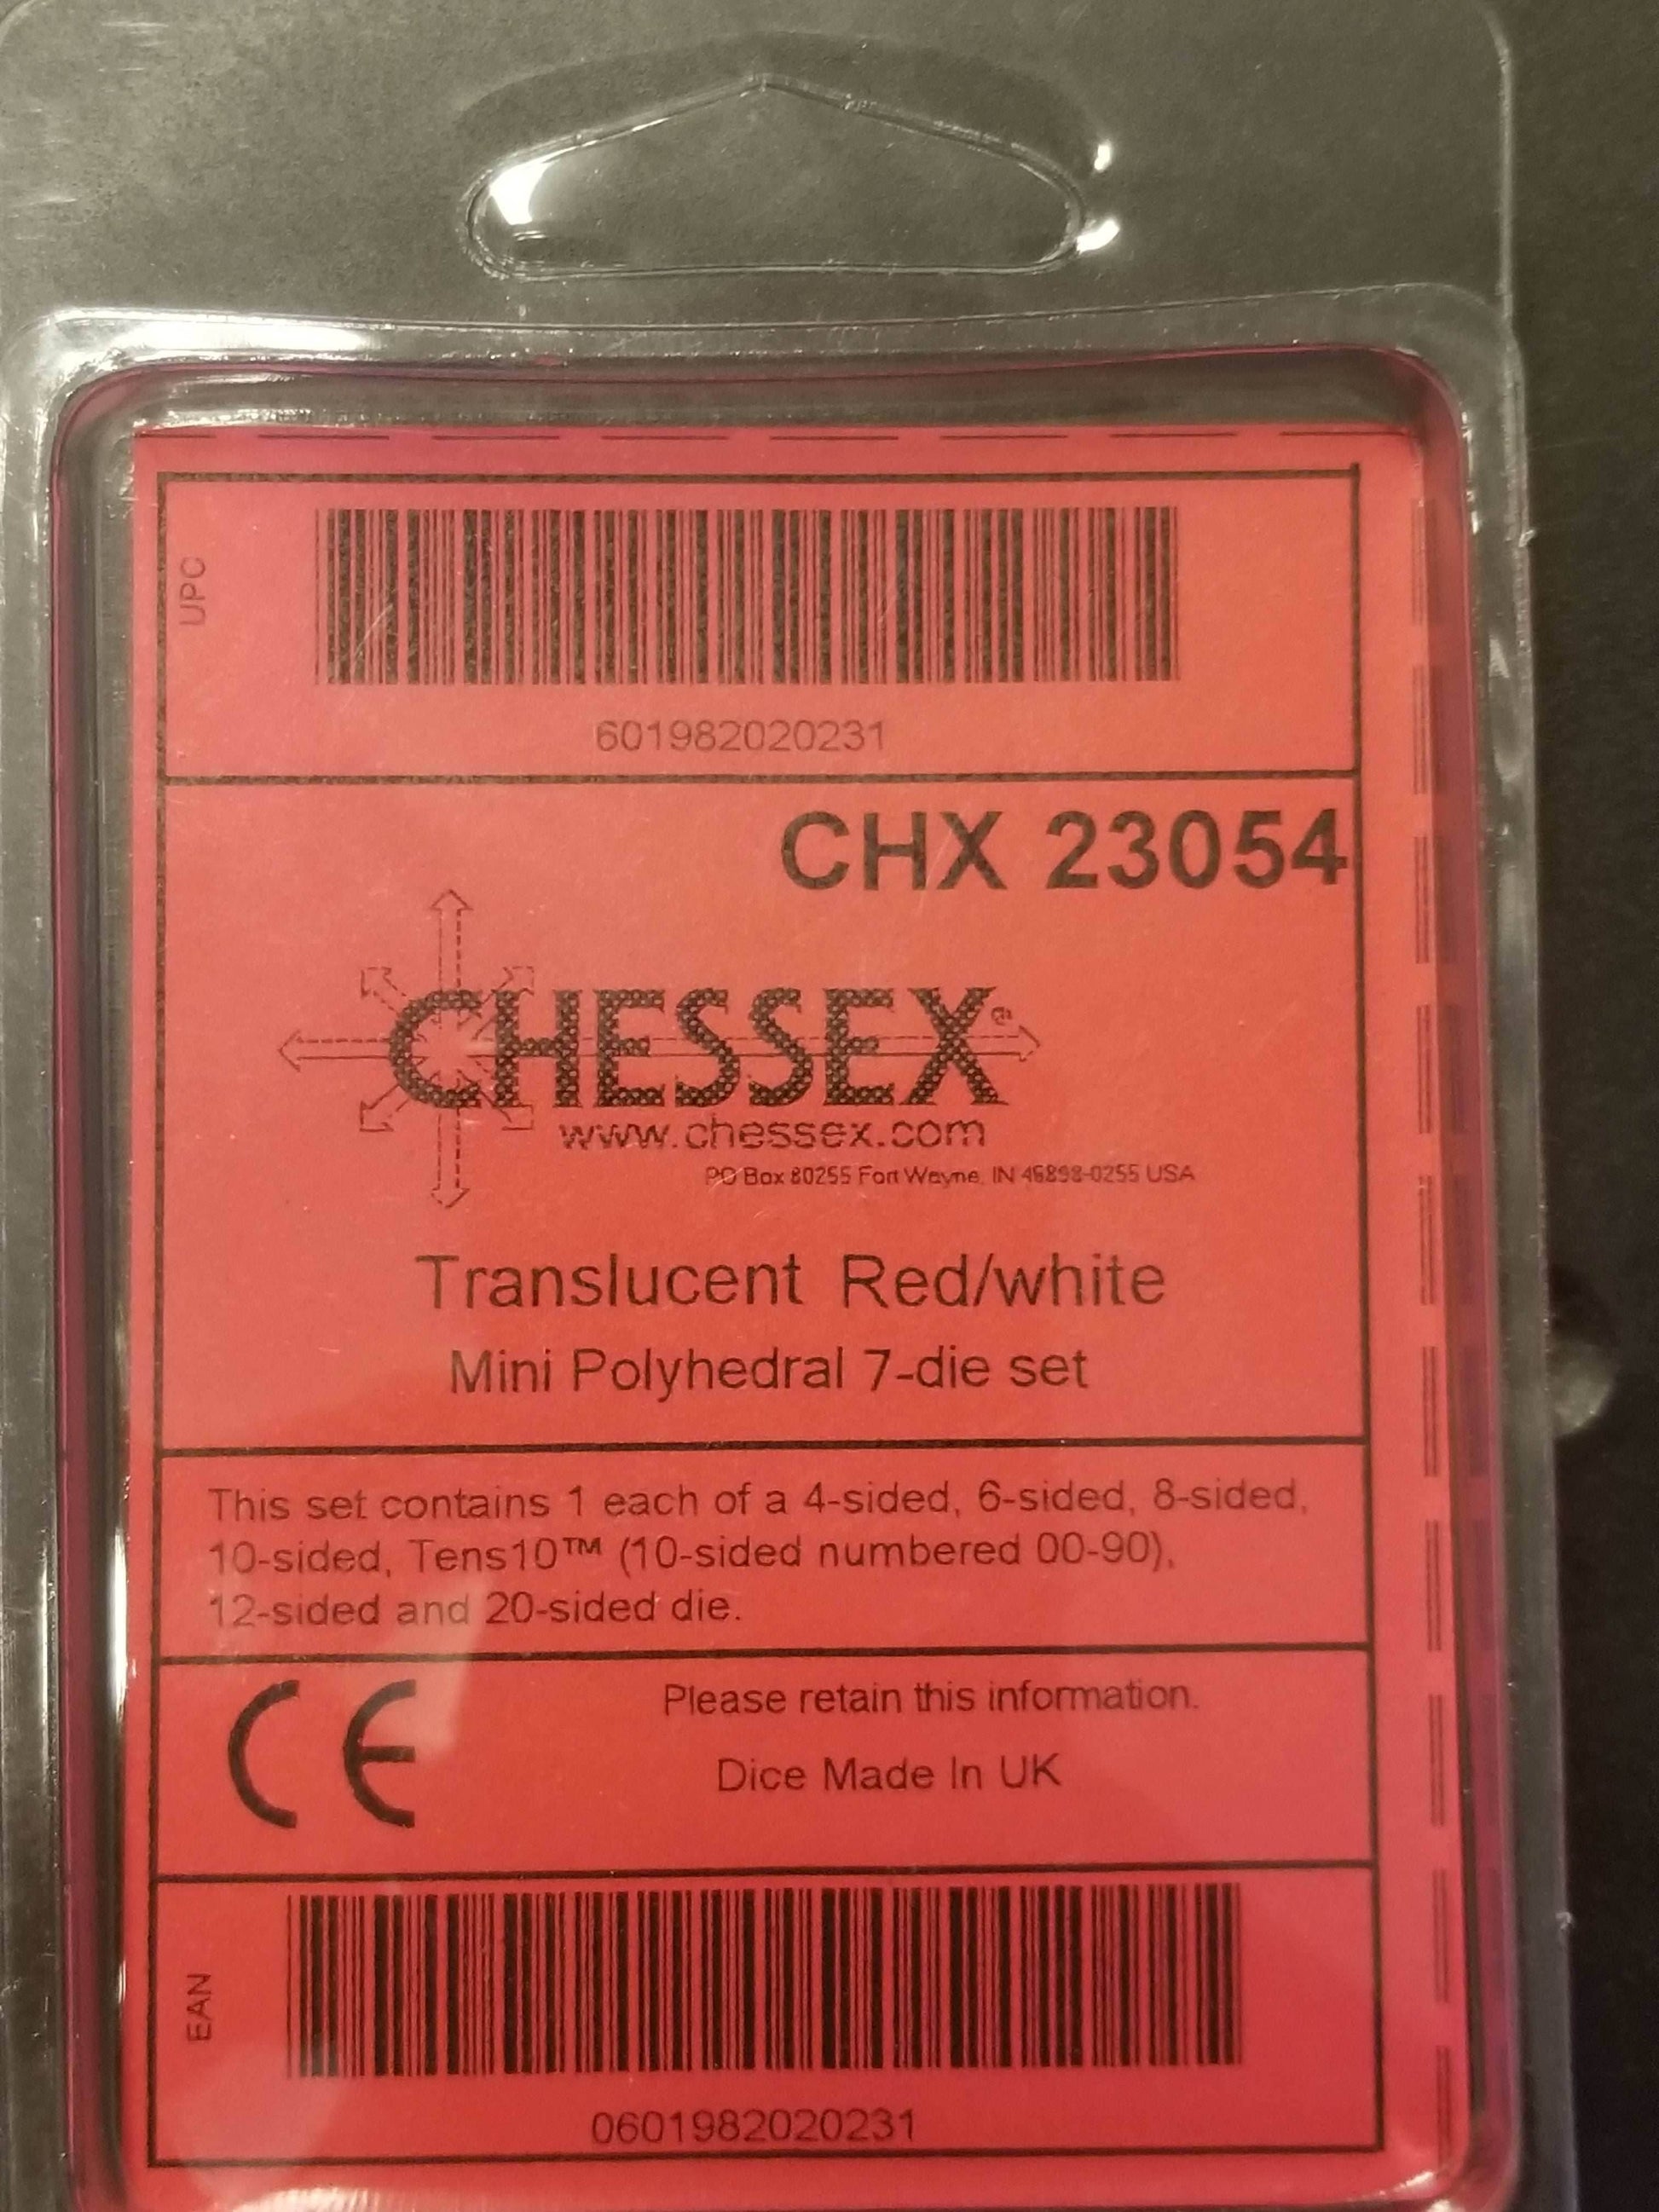 UPC
601982020231
CHX 23054
CHESSEX®
www.chessex.com
PO Box 80255 Fort Wayne, IN 46898-0255 USA
Translucent Red/white
Mini Polyhedral 7-die set
This set contains 1 each of a 4-sided, 6-sided, 8-sided,
10-sided, Tens10™ (10-sided numbered 00-90),
12-sided and 20-sided die.
CE
Please retain this information.
Dice Made In UK
EAN
0601982020231